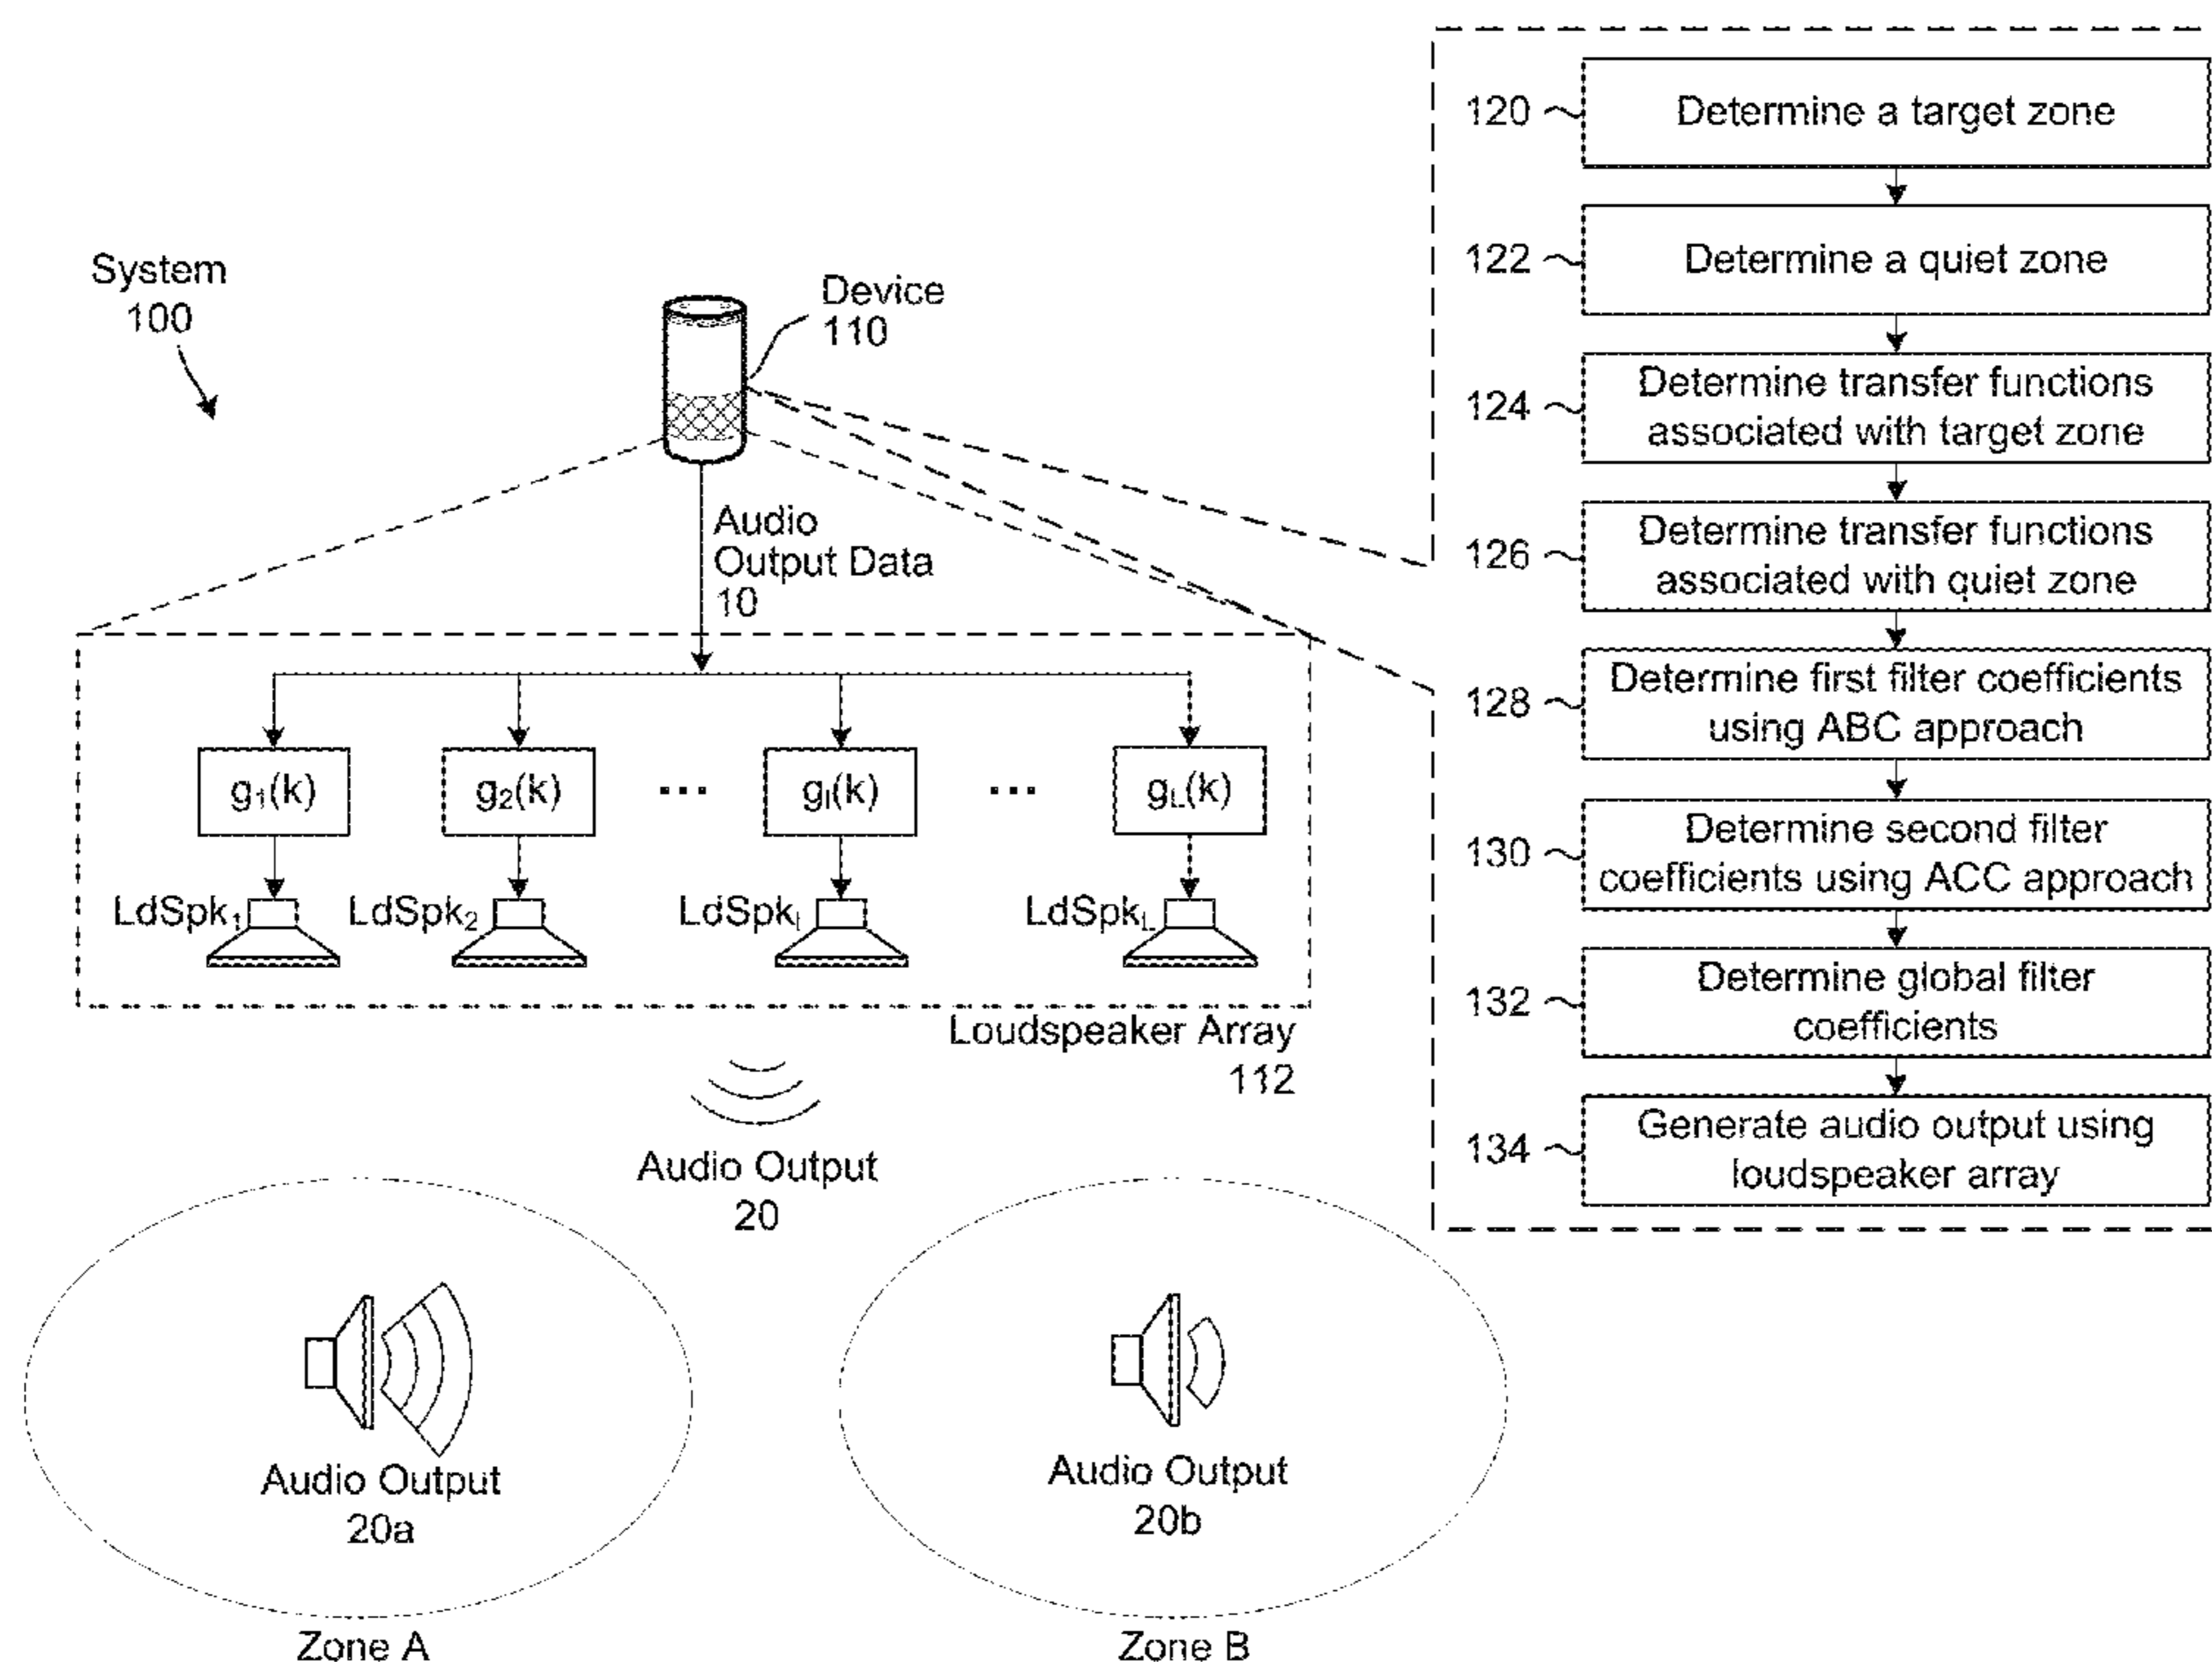 System
100
Device
110
Audio
Output Data
10
g₁(k)
g₂(k)
...
gₗ(k)
...
g_L(k)
LdSpk₁
LdSpk₂
LdSpkₗ
LdSpk_L
Loudspeaker Array
112
Audio Output
20
Audio Output
20a
Zone A
Audio Output
20b
Zone B
120
Determine a target zone
122
Determine a quiet zone
124
Determine transfer functions
associated with target zone
126
Determine transfer functions
associated with quiet zone
128
Determine first filter coefficients
using ABC approach
130
Determine second filter
coefficients using ACC approach
132
Determine global filter
coefficients
134
Generate audio output using
loudspeaker array